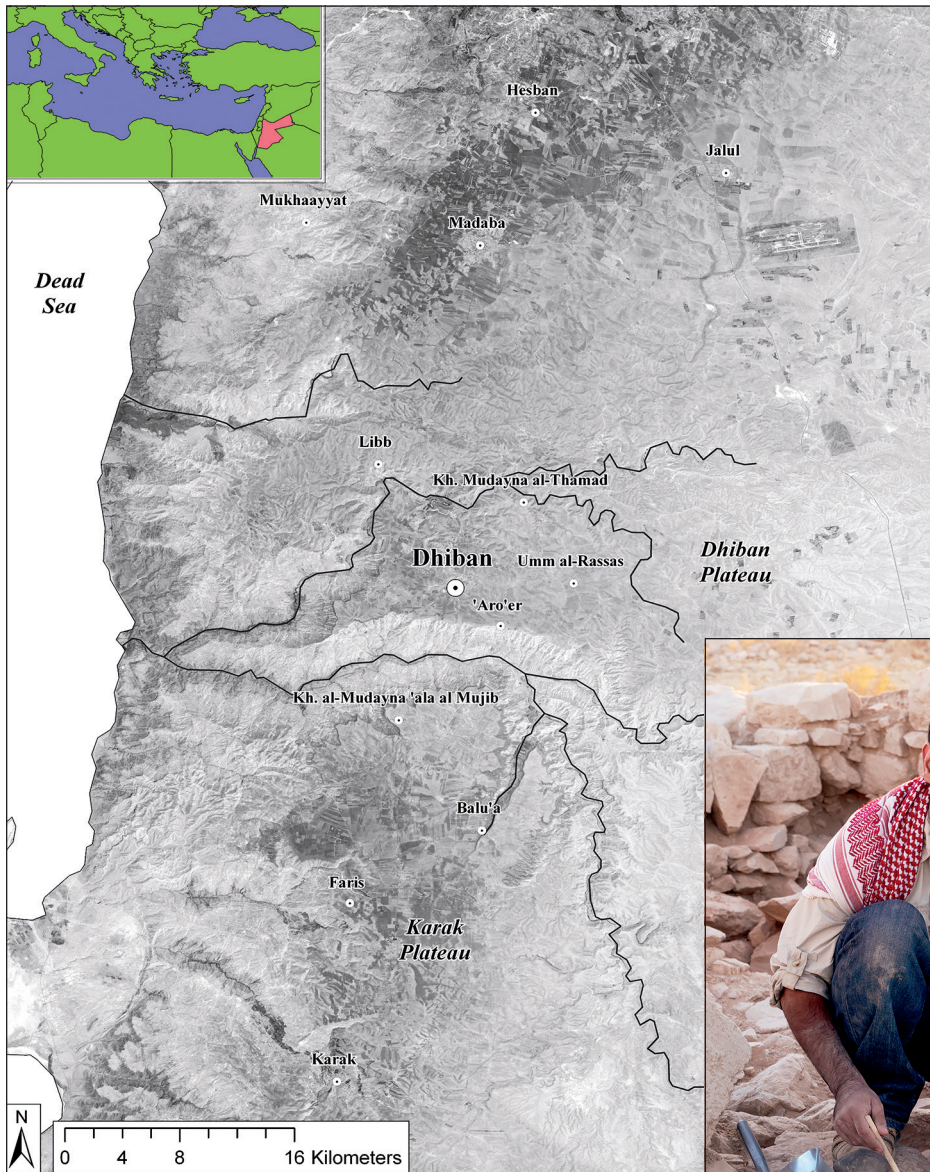 Hesban
Jalul
Mukhaayyat
Madaba
Dead
Sea
Libb
Kh. Mudayna al-Thamad
Dhiban
Umm al-Rassas
Dhiban
Plateau
'Aro'er
Kh. al-Mudayna 'ala al Mujib
Balu'a
Faris
Karak
Plateau
Karak
N
0 4 8 16 Kilometers